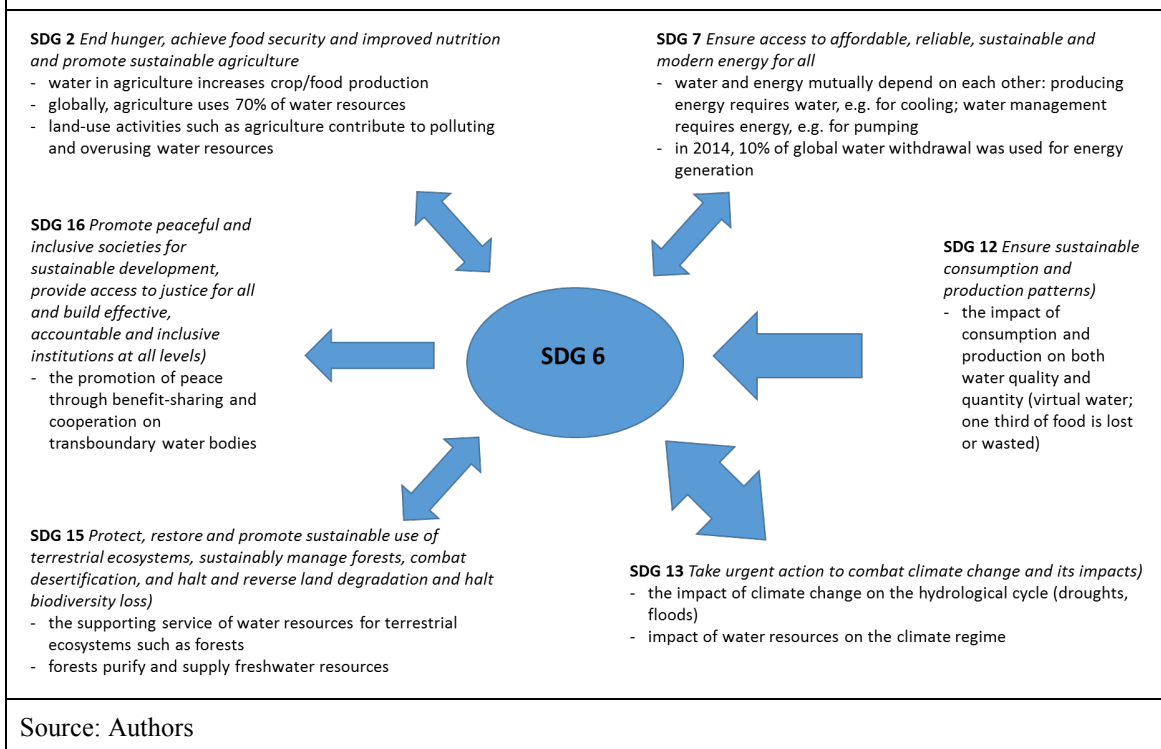 SDG 2 End hunger, achieve food security and improved nutrition
and promote sustainable agriculture
- water in agriculture increases crop/food production
- globally, agriculture uses 70% of water resources
- land-use activities such as agriculture contribute to polluting
and overusing water resources
SDG 7 Ensure access to affordable, reliable, sustainable and
modern energy for all
- water and energy mutually depend on each other: producing
energy requires water, e.g. for cooling; water management
requires energy, e.g. for pumping
- in 2014, 10% of global water withdrawal was used for energy
generation
SDG 16 Promote peaceful and
inclusive societies for
sustainable development,
provide access to justice for all
and build effective,
accountable and inclusive
institutions at all levels)
- the promotion of peace
through benefit-sharing and
cooperation on
transboundary water bodies
SDG 6
SDG 12 Ensure sustainable
consumption and
production patterns)
- the impact of
consumption and
production on both
water quality and
quantity (virtual water;
one third of food is lost
or wasted)
SDG 15 Protect, restore and promote sustainable use of
terrestrial ecosystems, sustainably manage forests, combat
desertification, and halt and reverse land degradation and halt
biodiversity loss)
- the supporting service of water resources for terrestrial
ecosystems such as forests
- forests purify and supply freshwater resources
SDG 13 Take urgent action to combat climate change and its impacts)
- the impact of climate change on the hydrological cycle (droughts,
floods)
- impact of water resources on the climate regime
Source: Authors